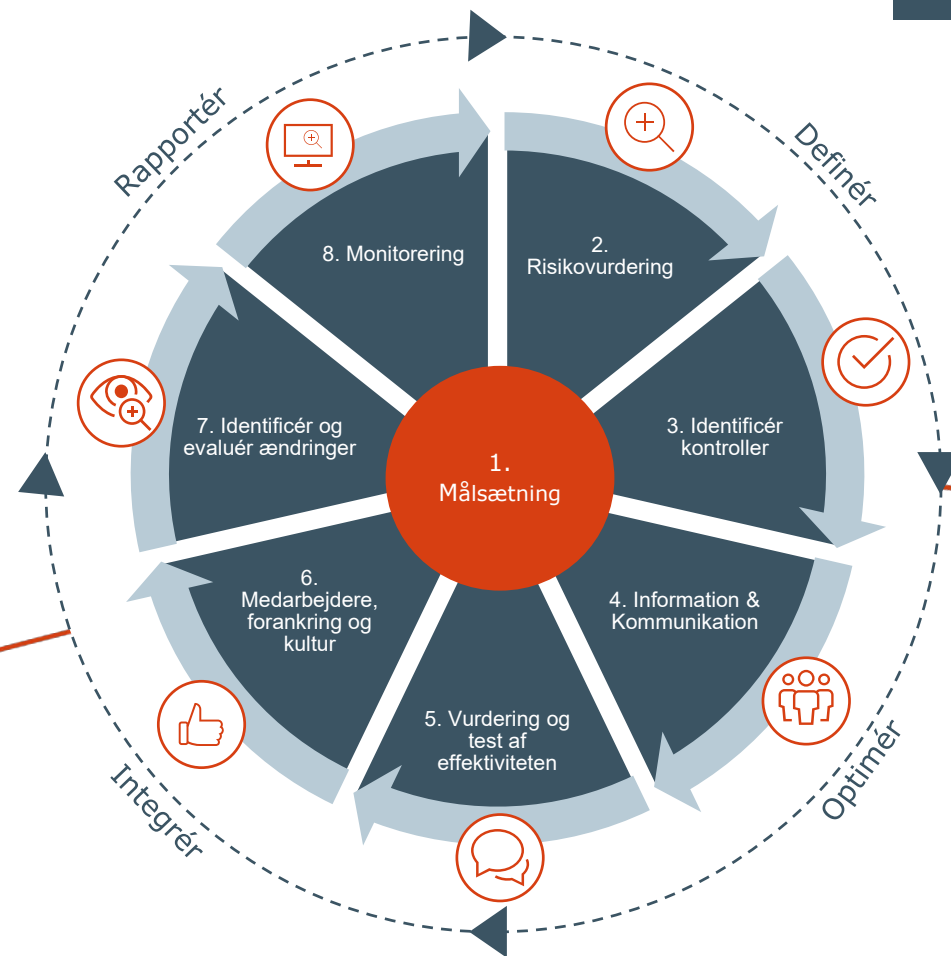 Rapportér
Definér
8. Monitorering
2.
Risikovurdering
7. Identificér og
evaluér ændringer
3. Identificér
kontroller
1.
Målsætning
6.
Medarbejdere,
forankring og
kultur
4. Information &
Kommunikation
5. Vurdering og
test af
effektiviteten
Integrér
Optimér